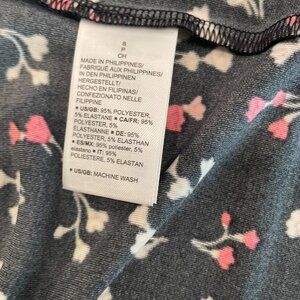 S
P
CH
MADE IN PHILIPPINES/
FABRIQUÉ AUX PHILIPPINES/
IN DEN PHILIPPINEN
HERGESTELLT/
HECHO EN FILIPINAS/
CONFEZIONATO NELLE
FILIPPINE
● US/GB: 95% POLYESTER,
5% ELASTANE ● CA/FR: 95%
POLYESTER, 5%
ÉLASTHANNE ● DE: 95%
POLYESTER, 5% ELASTHAN
● ES/MX: 95% poliéster, 5%
elastano ● IT: 95%
POLIESTERE, 5% ELASTAN
● US/GB: MACHINE WASH